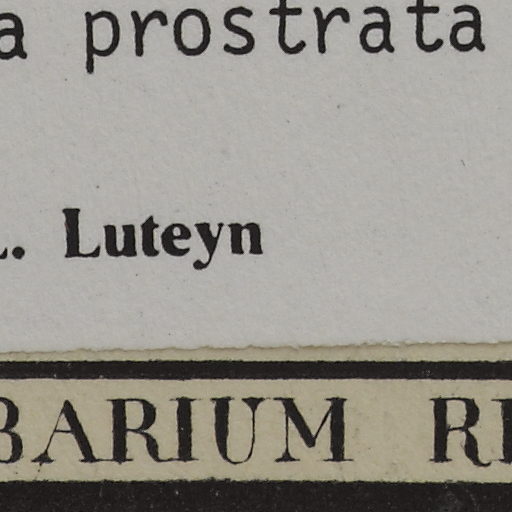 a prostrata
L. Luteyn
BARIUM